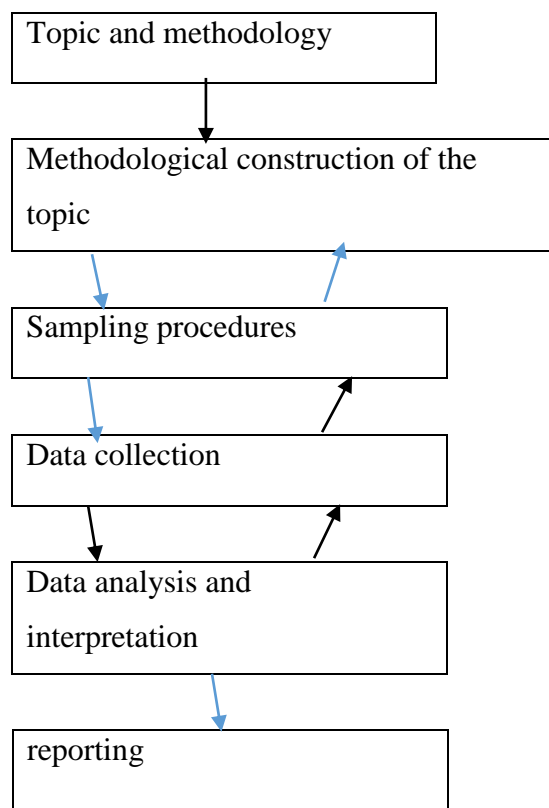 Topic and methodology
Methodological construction of the
topic
Sampling procedures
Data collection
Data analysis and
interpretation
reporting